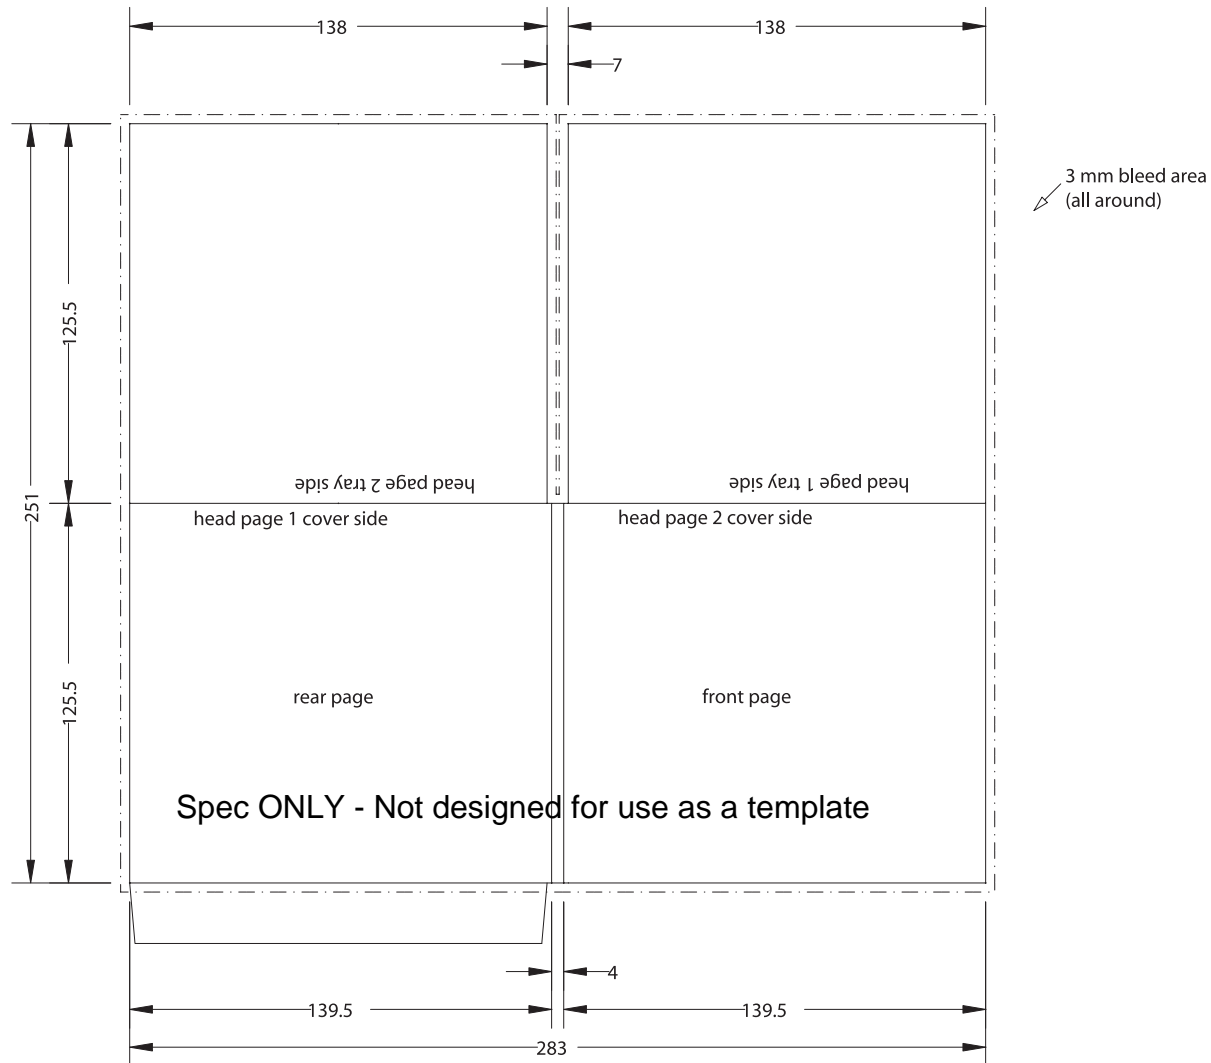 138
138
7
3 mm bleed area
(all around)
125.5
251
head page 2 tray side
head page 1 tray side
head page 1 cover side
head page 2 cover side
125.5
rear page
front page
Spec ONLY - Not designed for use as a template
4
139.5
139.5
283